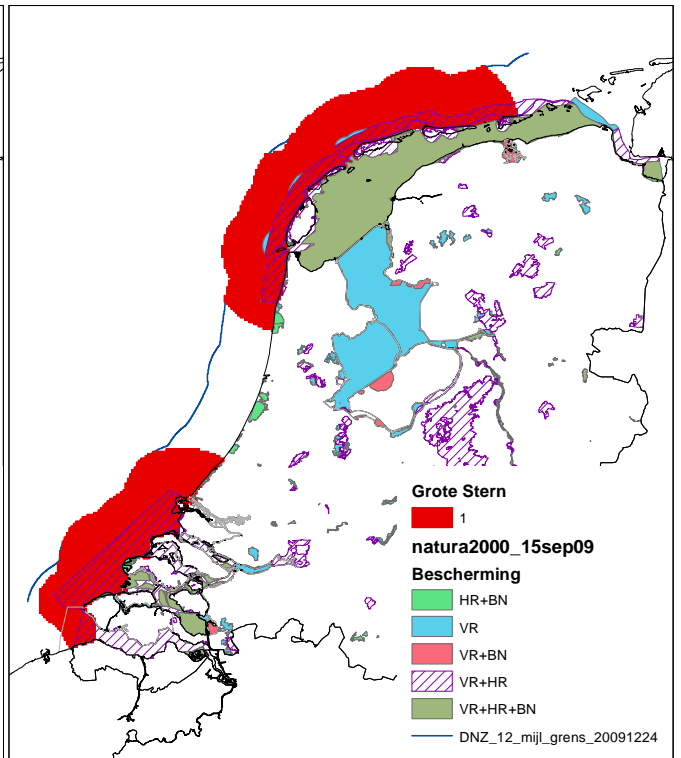 Grote Stern
1
natura2000_15sep09
Bescherming
HR+BN
VR
VR+BN
VR+HR
VR+HR+BN
DNZ_12_mijl_grens_20091224